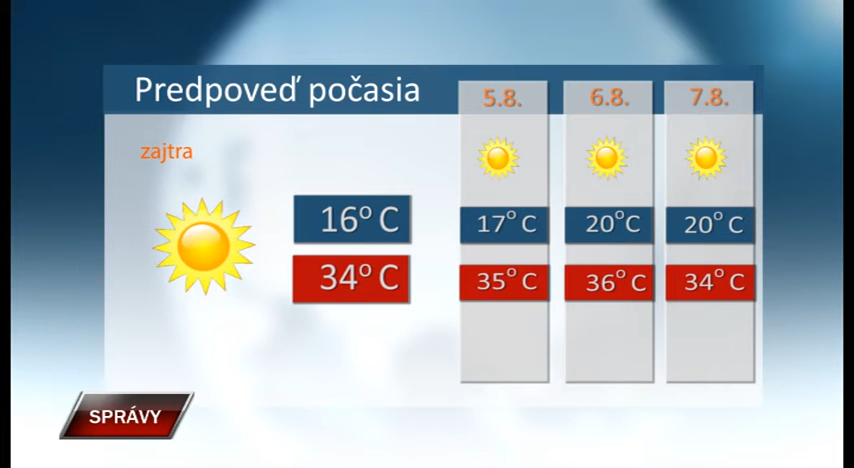 Predpoveď počasia
zajtra
16° C
34° C
5.8.
17° C
35° C
6.8.
20°C
36° C
7.8.
20° C
34° C
SPRÁVY